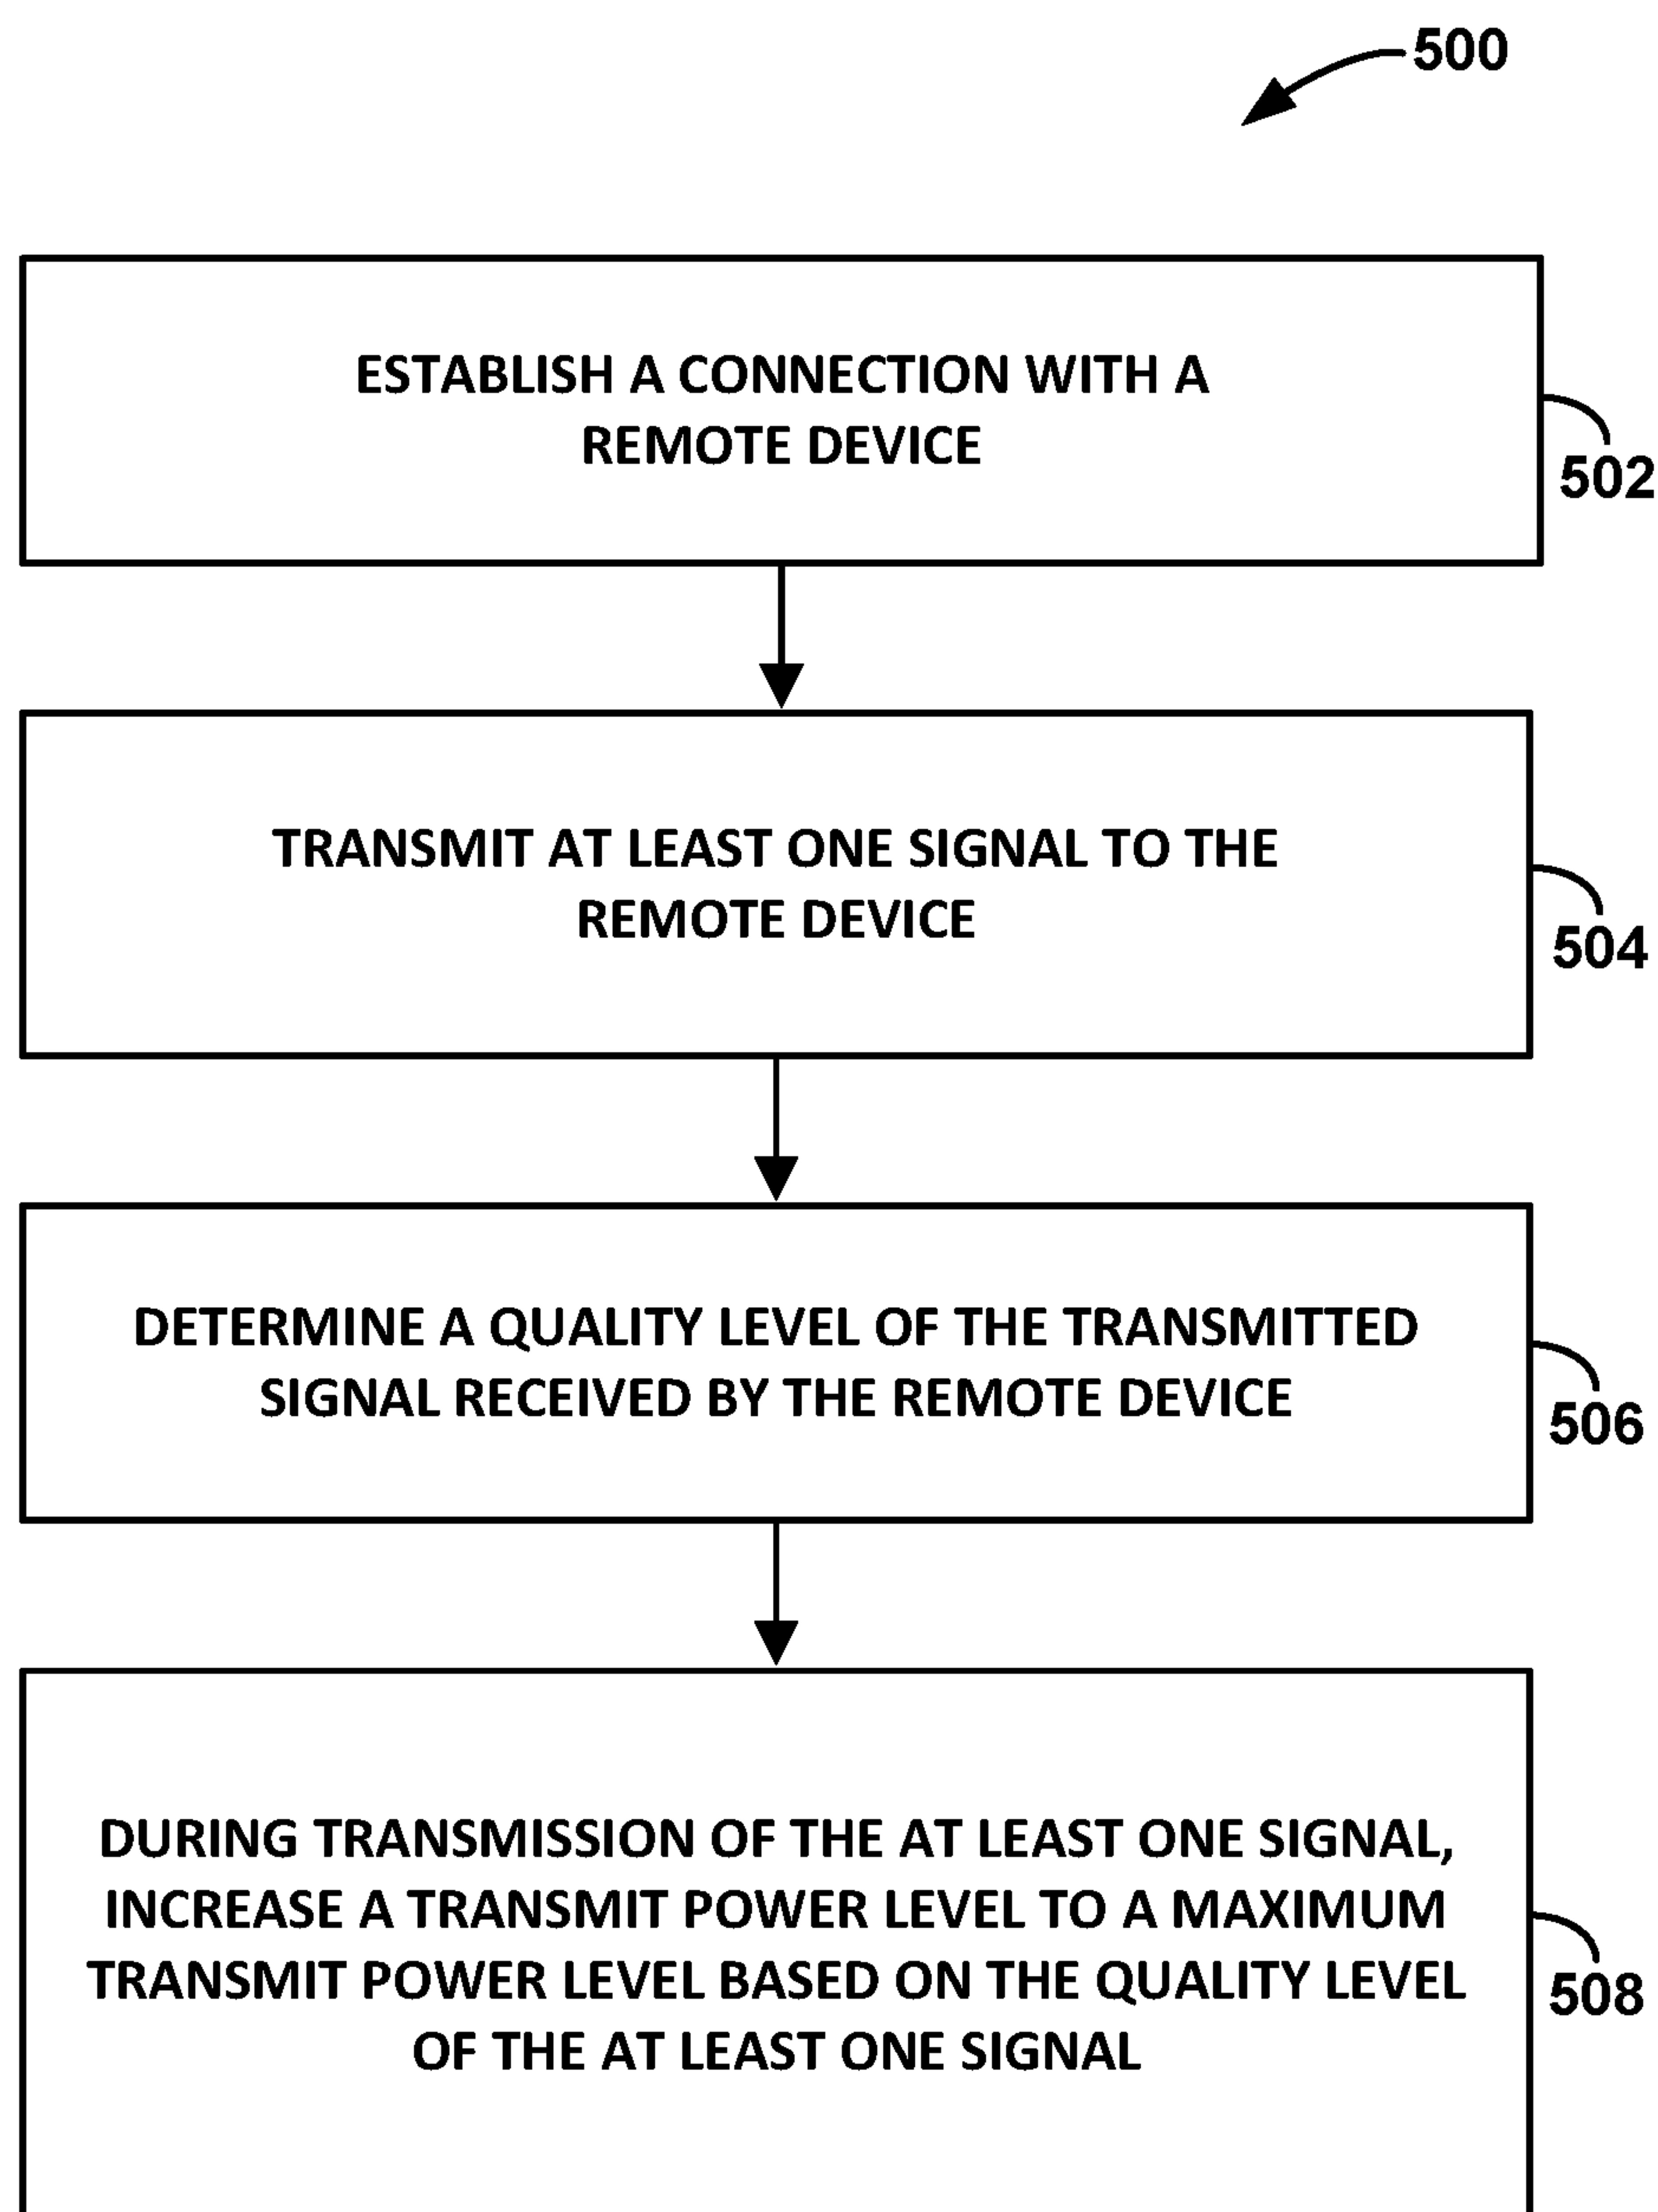 500
ESTABLISH A CONNECTION WITH A
REMOTE DEVICE
502
TRANSMIT AT LEAST ONE SIGNAL TO THE
REMOTE DEVICE
504
DETERMINE A QUALITY LEVEL OF THE TRANSMITTED
SIGNAL RECEIVED BY THE REMOTE DEVICE
506
DURING TRANSMISSION OF THE AT LEAST ONE SIGNAL,
INCREASE A TRANSMIT POWER LEVEL TO A MAXIMUM
TRANSMIT POWER LEVEL BASED ON THE QUALITY LEVEL
OF THE AT LEAST ONE SIGNAL
508